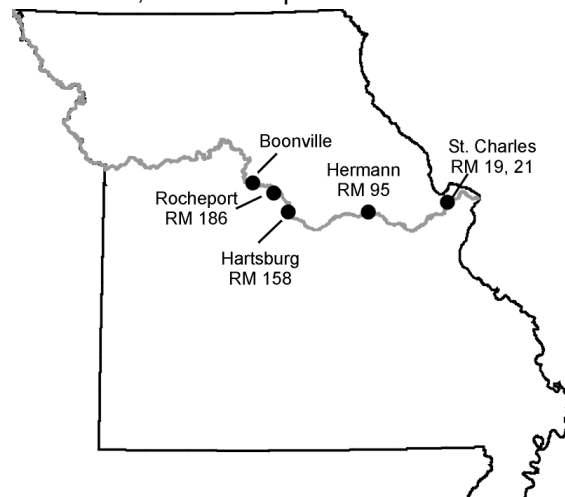 Boonville
St. Charles
RM 19, 21
Hermann
RM 95
Rocheport
RM 186
Hartsburg
RM 158